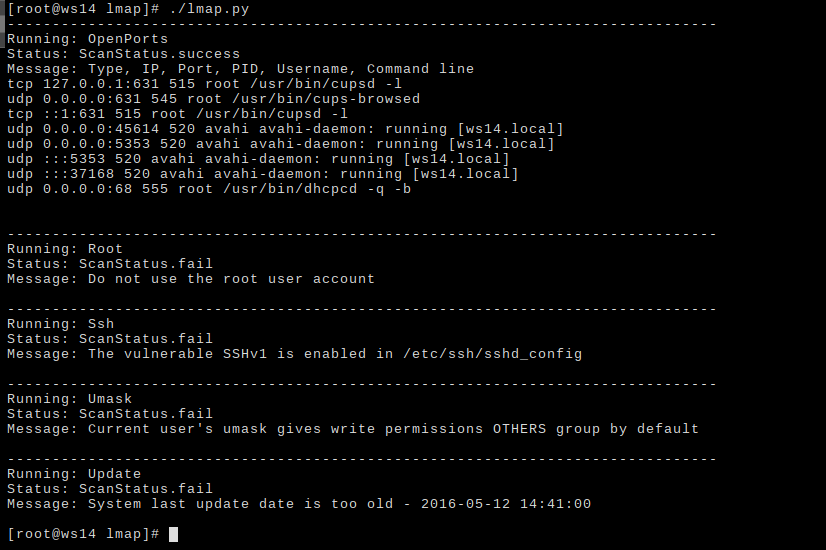 [root@ws14 lmap]# ./lmap.py
-------------------------------------------------------------------------------
Running: OpenPorts
Status: ScanStatus.success
Message: Type, IP, Port, PID, Username, Command line
tcp 127.0.0.1:631 515 root /usr/bin/cupsd -l
udp 0.0.0.0:631 545 root /usr/bin/cups-browsed
tcp ::1:631 515 root /usr/bin/cupsd -l
udp 0.0.0.0:45614 520 avahi avahi-daemon: running [ws14.local]
udp 0.0.0.0:5353 520 avahi avahi-daemon: running [ws14.local]
udp :::5353 520 avahi avahi-daemon: running [ws14.local]
udp :::37168 520 avahi avahi-daemon: running [ws14.local]
udp 0.0.0.0:68 555 root /usr/bin/dhcpcd -q -b
-------------------------------------------------------------------------------
Running: Root
Status: ScanStatus.fail
Message: Do not use the root user account
-------------------------------------------------------------------------------
Running: Ssh
Status: ScanStatus.fail
Message: The vulnerable SSHv1 is enabled in /etc/ssh/sshd_config
-------------------------------------------------------------------------------
Running: Umask
Status: ScanStatus.fail
Message: Current user's umask gives write permissions OTHERS group by default
-------------------------------------------------------------------------------
Running: Update
Status: ScanStatus.fail
Message: System last update date is too old - 2016-05-12 14:41:00
[root@ws14 lmap]#